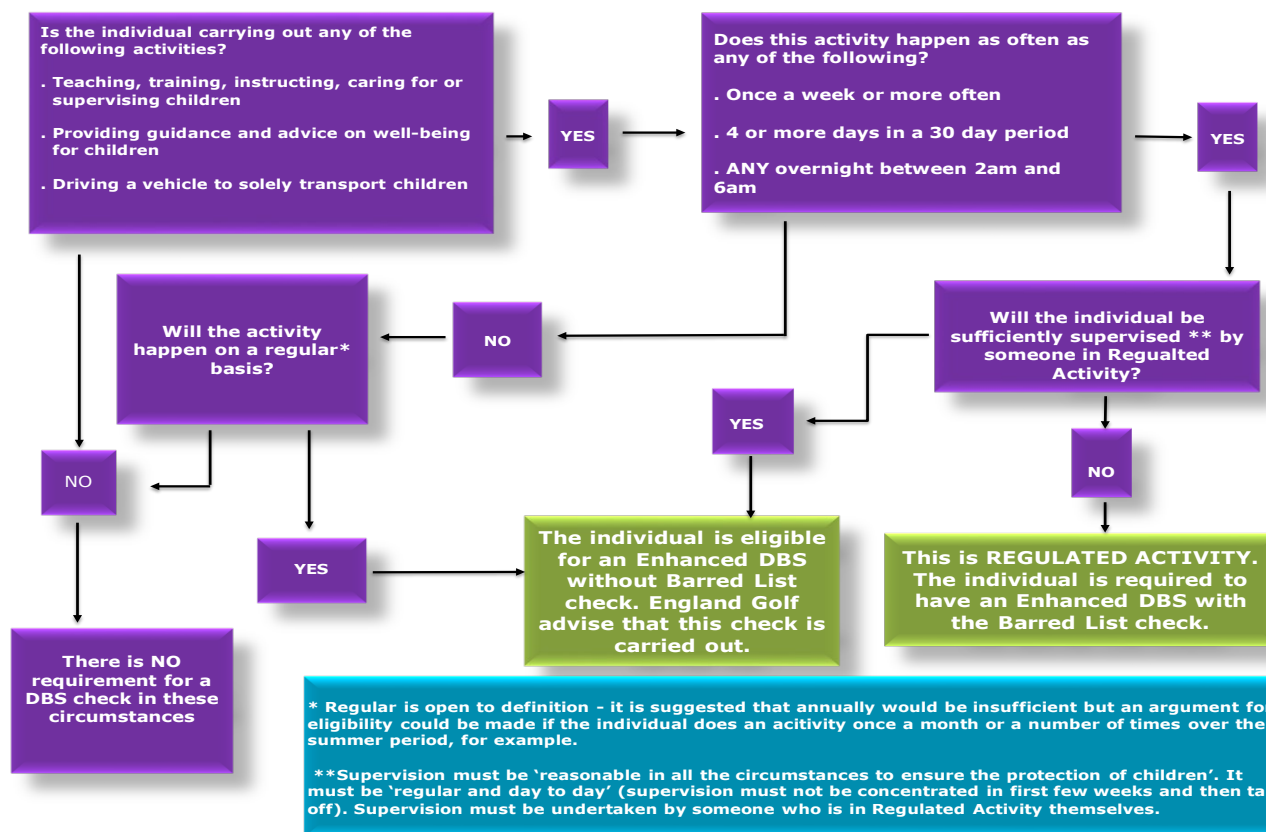 Is the individual carrying out any of the
following activities?
. Teaching, training, instructing, caring for or
supervising children
. Providing guidance and advice on well-being
for children
. Driving a vehicle to solely transport children
YES
Does this activity happen as often as
any of the following?
. Once a week or more often
. 4 or more days in a 30 day period
. ANY overnight between 2am and
6am
YES
Will the activity
happen on a regular*
basis?
NO
Will the individual be
sufficiently supervised ** by
someone in Regualted
Activity?
YES
NO
NO
YES
The individual is eligible
for an Enhanced DBS
without Barred List
check. England Golf
advise that this check is
carried out.
This is REGULATED ACTIVITY.
The individual is required to
have an Enhanced DBS with
the Barred List check.
There is NO
requirement for a
DBS check in these
circumstances
* Regular is open to definition - it is suggested that annually would be insufficient but an argument for
eligibility could be made if the individual does an acitivity once a month or a number of times over the
summer period, for example.
**Supervision must be ‘reasonable in all the circumstances to ensure the protection of children’. It
must be ‘regular and day to day’ (supervision must not be concentrated in first few weeks and then
off). Supervision must be undertaken by someone who is in Regulated Activity themselves.